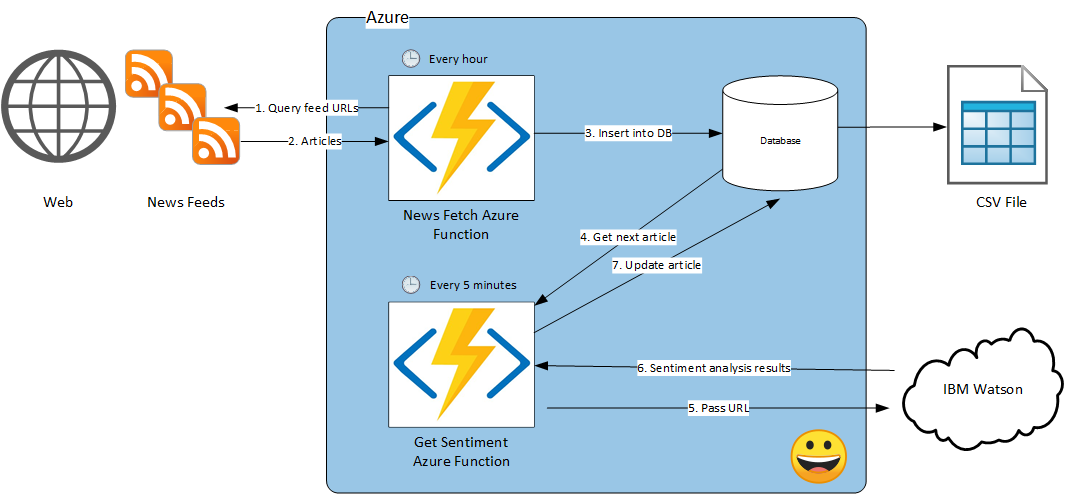 Azure
Every hour
1. Query feed URLs
2. Articles
3. Insert into DB
Database
Web
News Feeds
News Fetch Azure
Function
CSV File
4. Get next article
7. Update article
Every 5 minutes
6. Sentiment analysis results
5. Pass URL
IBM Watson
Get Sentiment
Azure Function